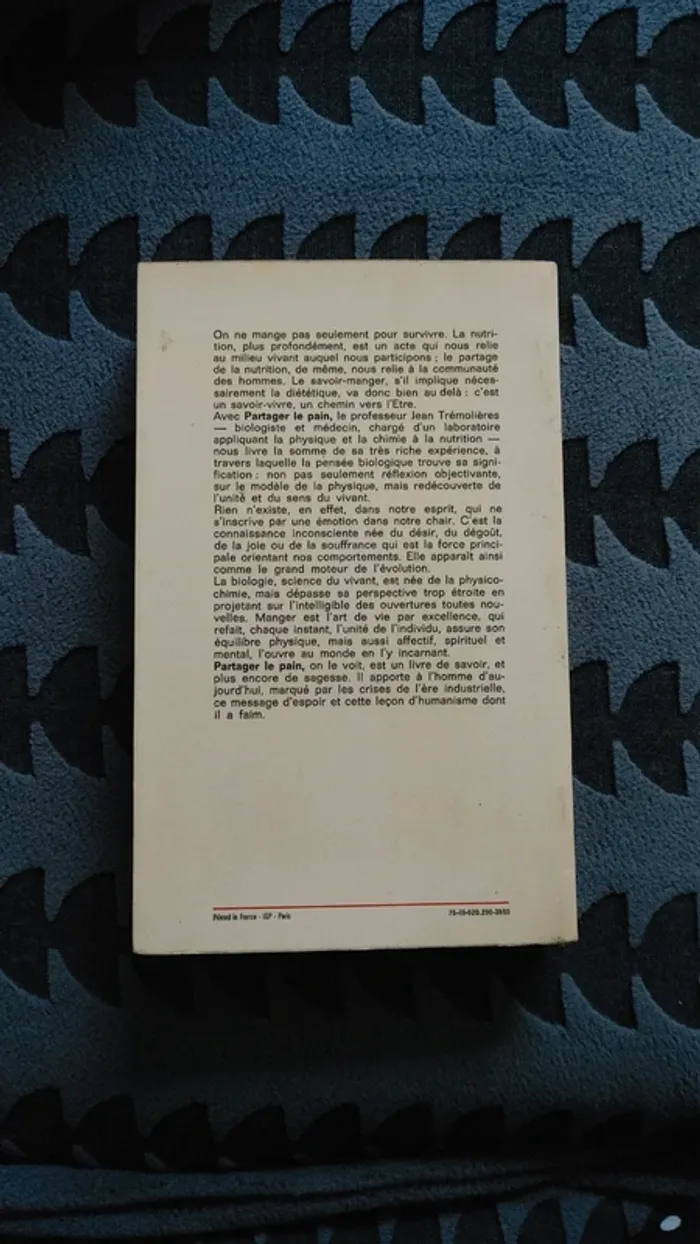 On ne mange pas seulement pour survivre. La nutri-
tion, plus profondément, est un acte qui nous relie
au milieu vivant auquel nous participons ; le partage
de la nutrition, de même, nous relie à la communauté
des hommes. Le savoir-manger, s'il implique néces-
sairement la diététique, va donc bien au delà : c'est
un savoir-vivre, un chemin vers l'Etre.
Avec Partager le pain, le professeur Jean Trémolières
— biologiste et médecin, chargé d'un laboratoire
appliquant la physique et la chimie à la nutrition —
nous livre la somme de sa très riche expérience, à
travers laquelle la pensée biologique trouve sa signi-
fication : non pas seulement réflexion objectivante,
sur le modèle de la physique, mais redécouverte de
l'unité et du sens du vivant.
Rien n'existe, en effet, dans notre esprit, qui ne
s'inscrive par une émotion dans notre chair. C'est la
connaissance inconsciente née du désir, du dégoût,
de la joie ou de la souffrance qui est la force princi-
pale orientant nos comportements. Elle apparaît ainsi
comme le grand moteur de l'évolution.
La biologie, science du vivant, est née de la physico-
chimie, mais dépasse sa perspective trop étroite en
projetant sur l'intelligible des ouvertures toutes nou-
velles. Manger est l'art de vie par excellence, qui
refait, chaque instant, l'unité de l'individu, assure son
équilibre physique, mais aussi affectif, spirituel et
mental, l'ouvre au monde en l'y incarnant.
Partager le pain, on le voit, est un livre de savoir, et
plus encore de sagesse. Il apporte à l'homme d'au-
jourd'hui, marqué par les crises de l'ère industrielle,
ce message d'espoir et cette leçon d'humanisme dont
il a faim.
Printed in France - IGP - Paris